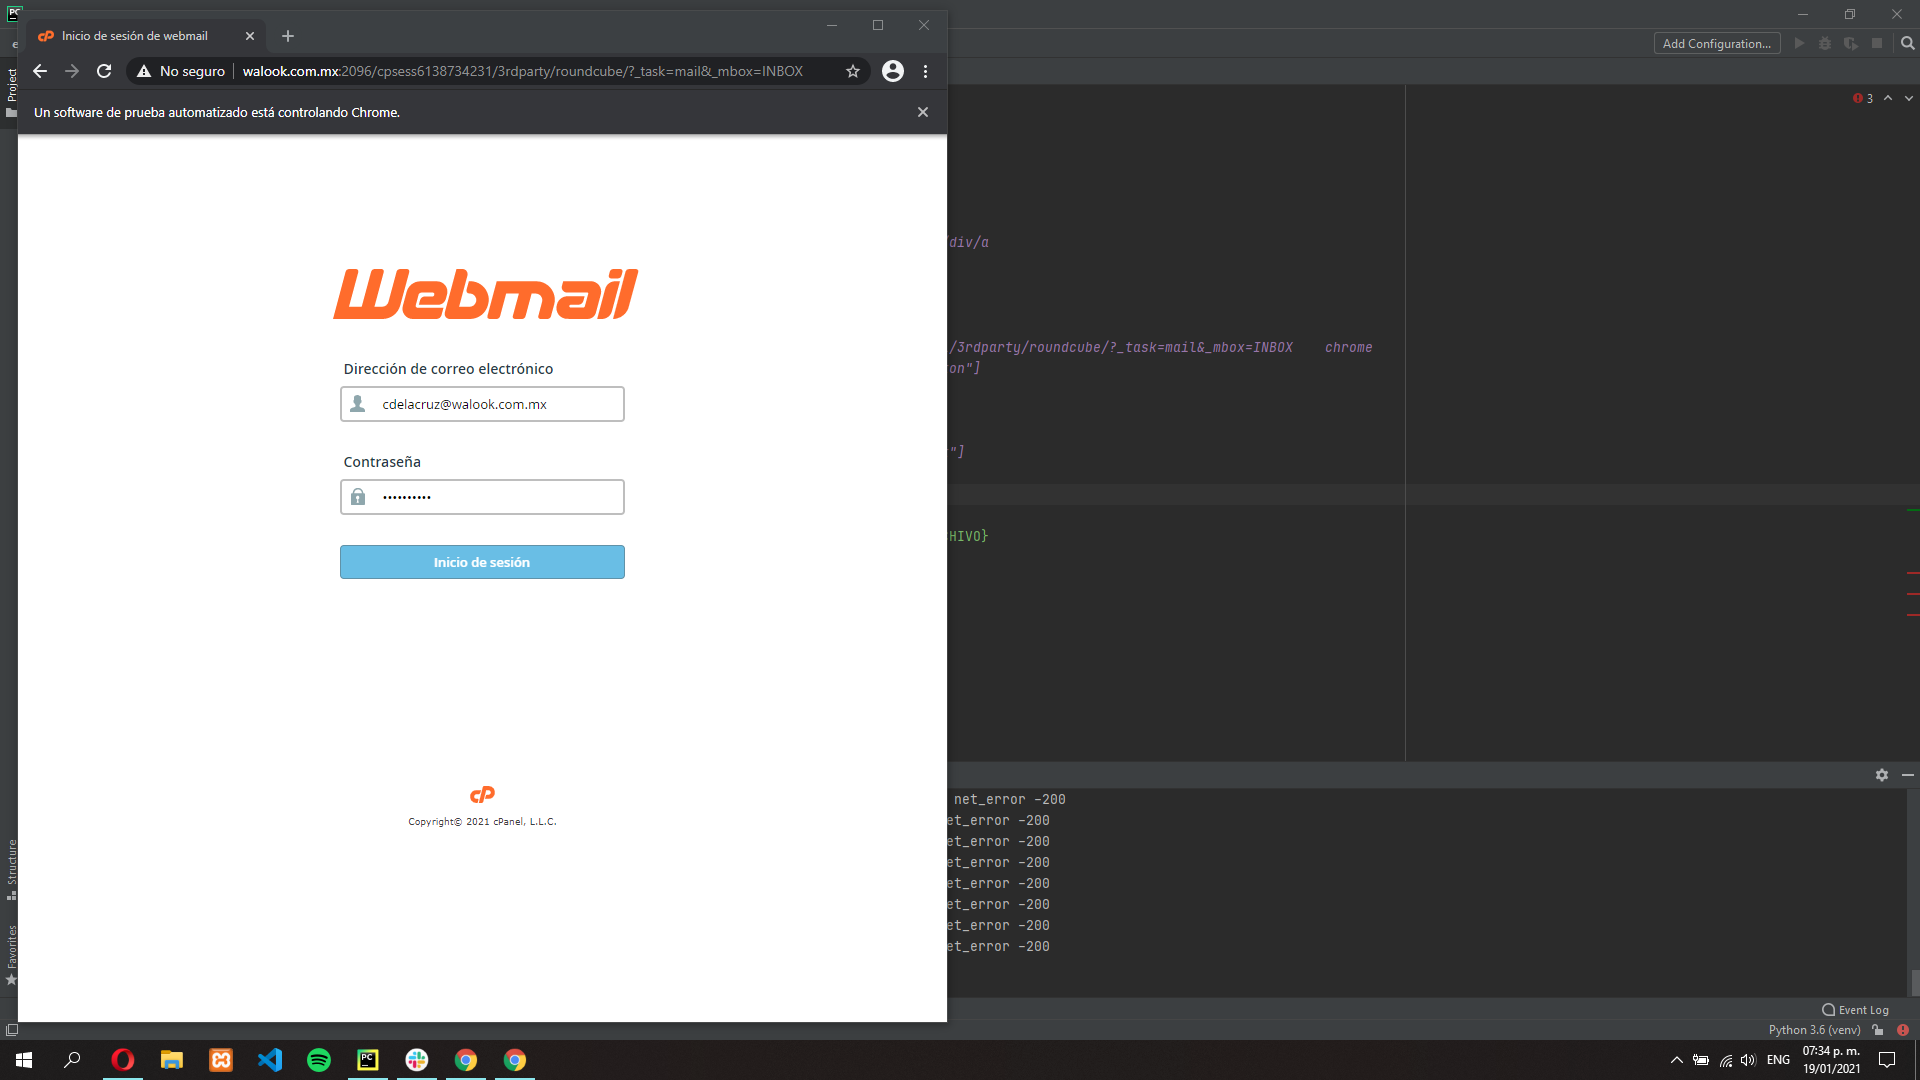 PC
Inicio de sesión de webmail
Add Configuration...
e
No seguro
walook.com.mx:2096/cpsess6138734231/3rdparty/roundcube/?_task=mail&_mbox=INBOX
Project
Un software de prueba automatizado está controlando Chrome.
3
div/a
Webmail
/3rdparty/roundcube/?_task=mail&_mbox=INBOX    chrome
Dirección de correo electrónico
on"]
cdelacruz@walook.com.mx
"]
Contraseña
••••••••••
HIVO}
Inicio de sesión
cP
Copyright© 2021 cPanel, L.L.C.
net_error -200
et_error -200
et_error -200
et_error -200
et_error -200
et_error -200
et_error -200
et_error -200
Structure
Favorites
Event Log
Python 3.6 (venv)
PC
ENG
07:34 p. m.
19/01/2021